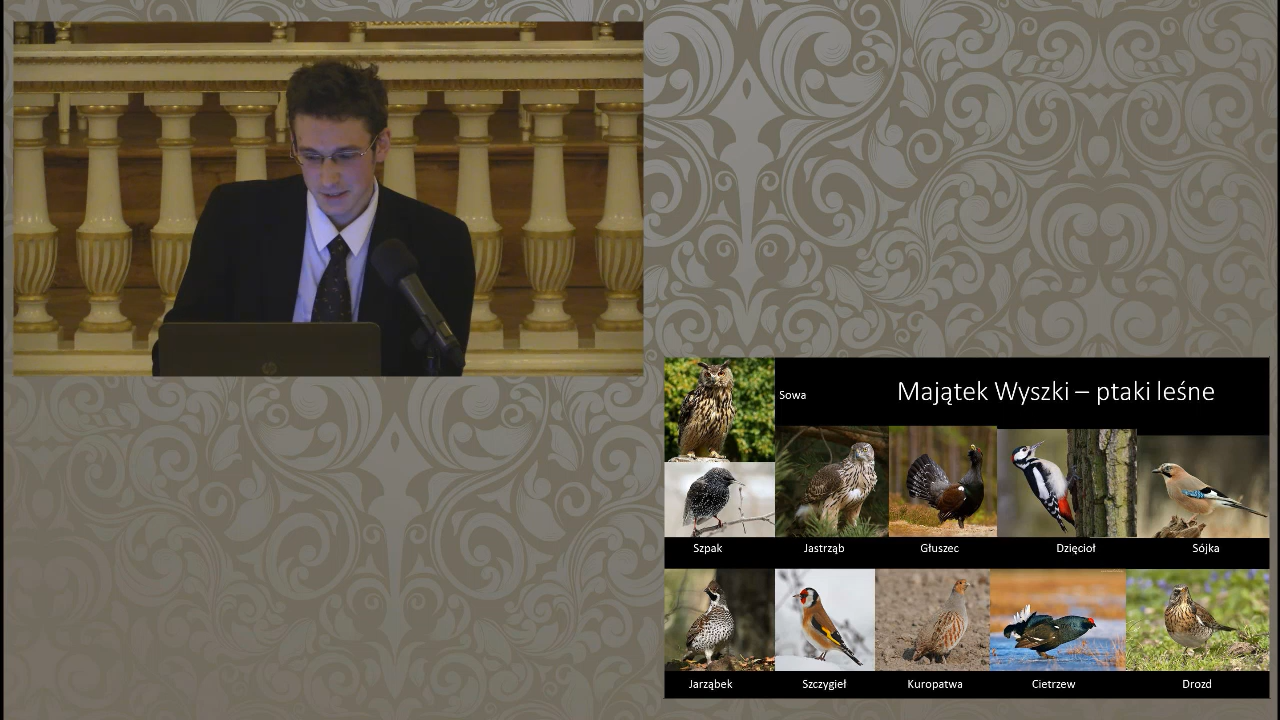 Sowa
Majątek Wyszki – ptaki leśne
Szpak
Jastrząb
Głuszec
Dzięcioł
Sójka
Jarząbek
Szczygieł
Kuropatwa
Cietrzew
Drozd